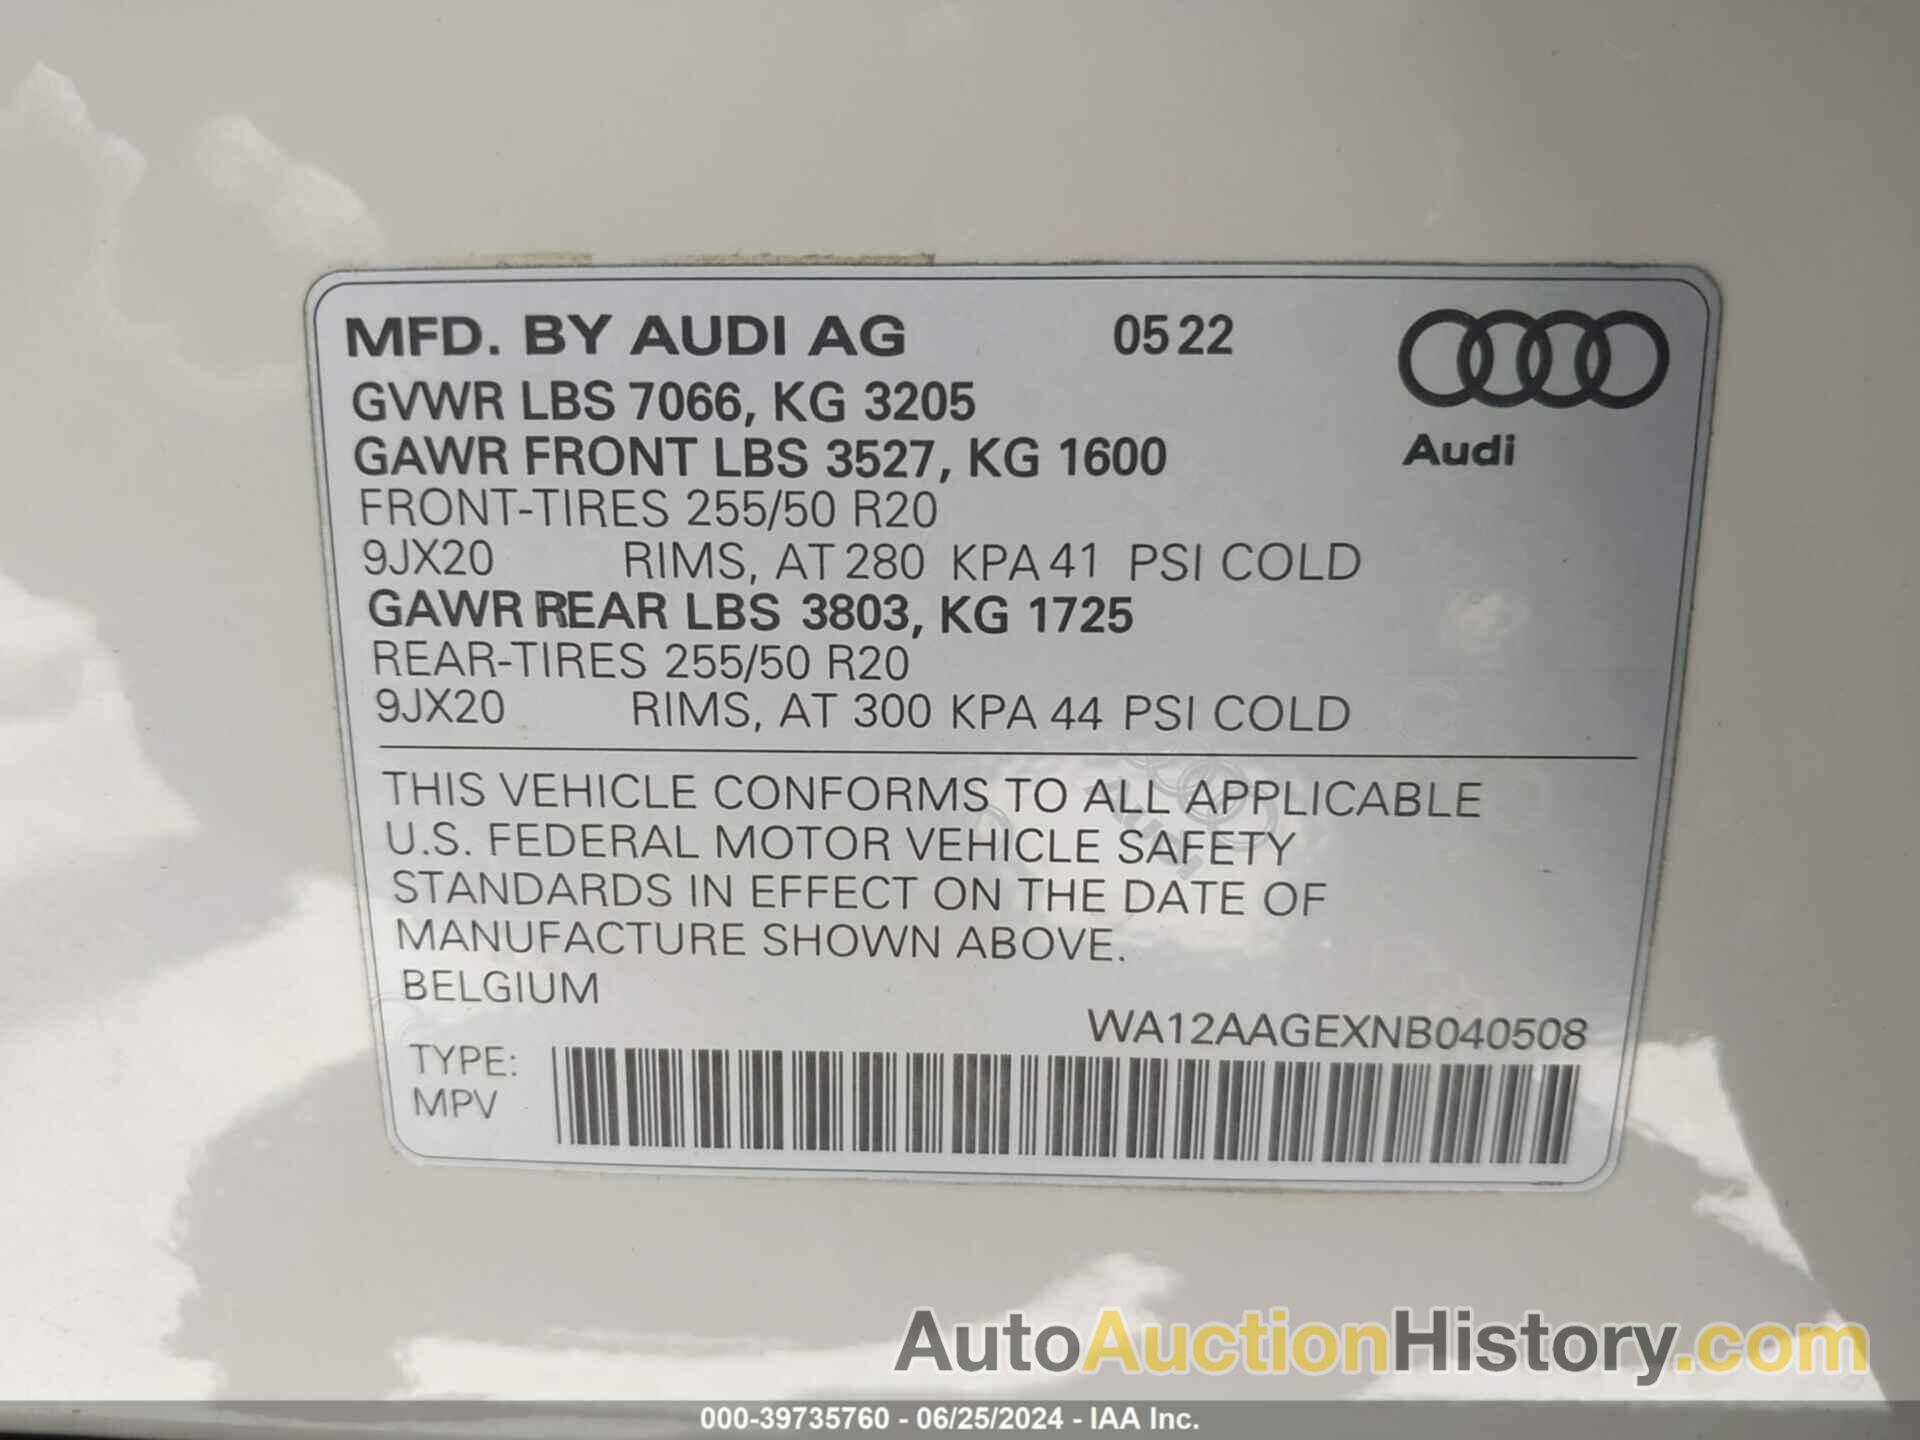 MFD. BY AUDI AG 05 22
GVWR LBS 7066, KG 3205
GAWR FRONT LBS 3527, KG 1600
Audi
FRONT-TIRES 255/50 R20
9JX20 RIMS, AT 280 KPA 41 PSI COLD
GAWR REAR LBS 3803, KG 1725
REAR-TIRES 255/50 R20
9JX20 RIMS, AT 300 KPA 44 PSI COLD
THIS VEHICLE CONFORMS TO ALL APPLICABLE
U.S. FEDERAL MOTOR VEHICLE SAFETY
STANDARDS IN EFFECT ON THE DATE OF
MANUFACTURE SHOWN ABOVE.
BELGIUM
WA12AAGEXNB040508
TYPE:
MPV
AutoAuctionHistory.com
000-39735760 - 06/25/2024 - IAA Inc.